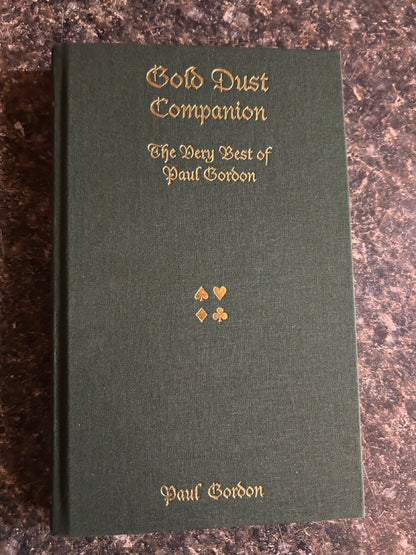 Gold Dust
Companion
The Very Best of
Paul Gordon
Paul Gordon